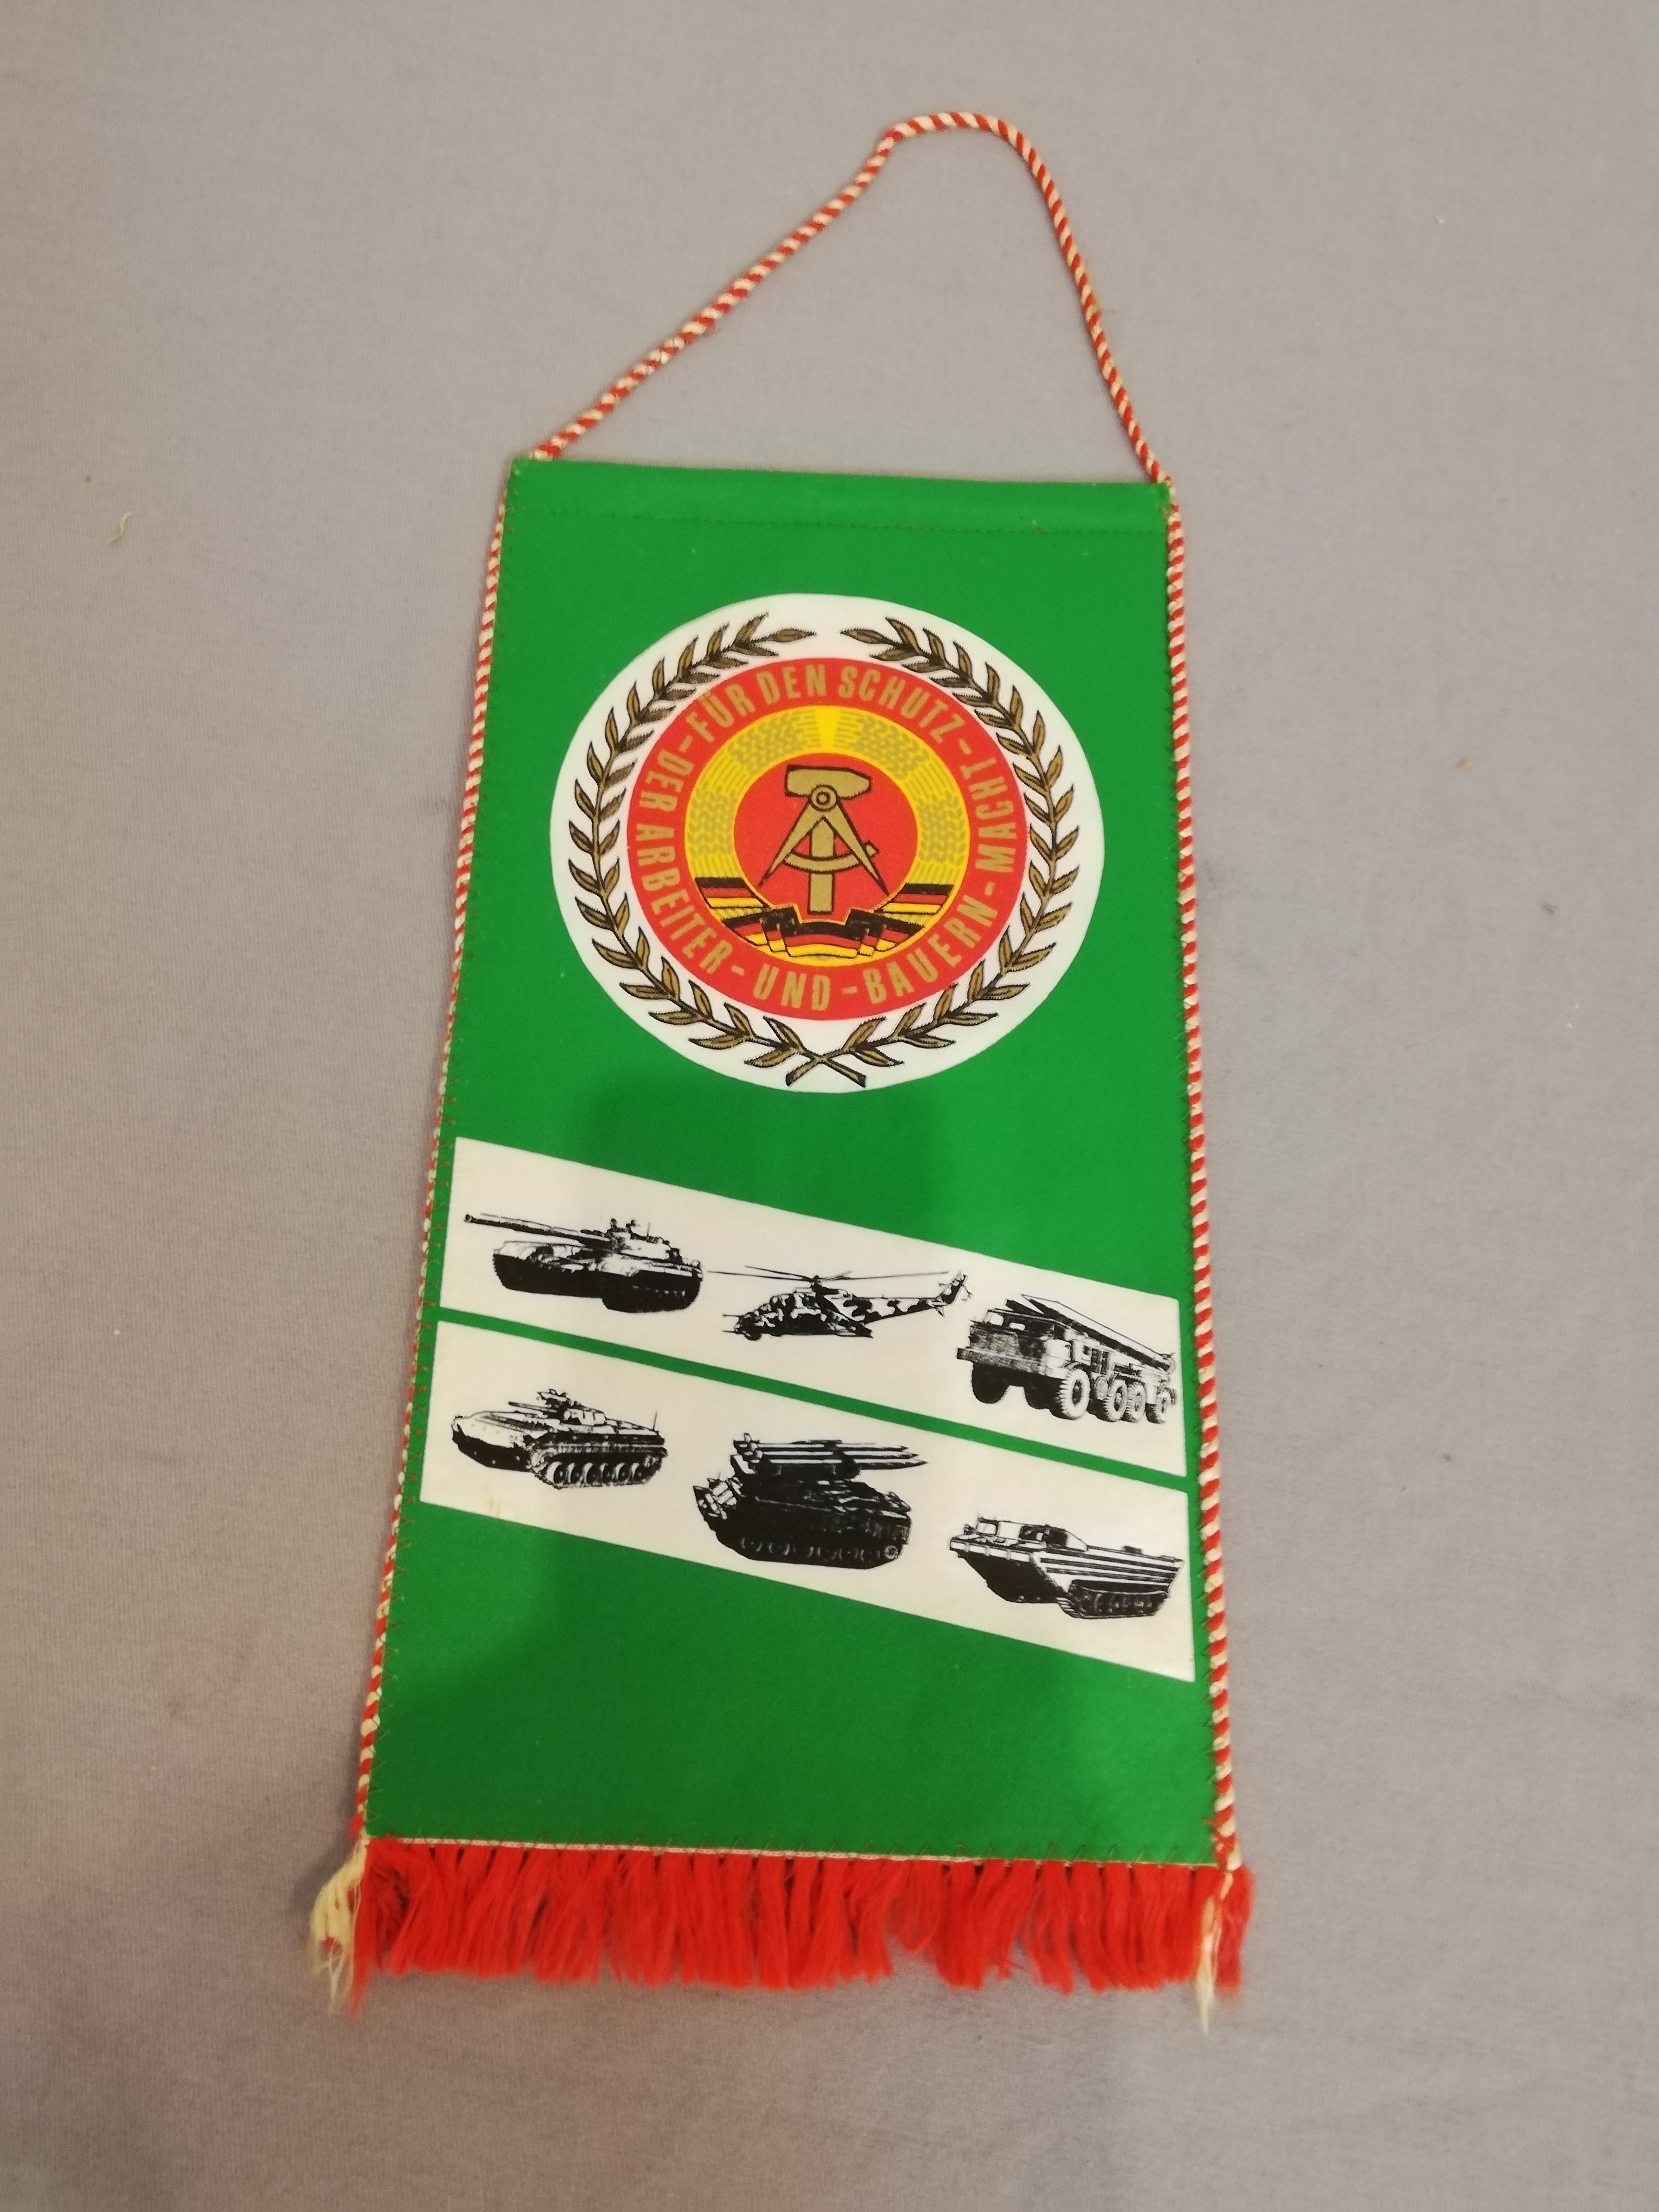 FÜR DEN SCHUTZ-
DER ARBEITER-UND-BAUERN-MACHT